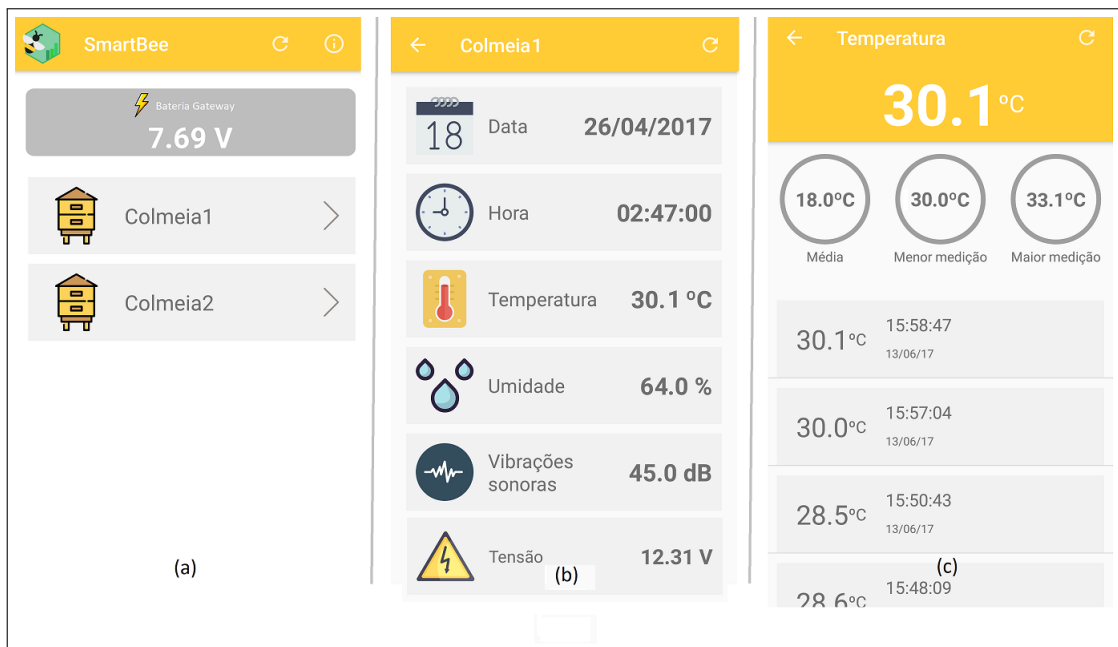 SmartBee
Bateria Gateway
7.69 V
Colmeia1
Colmeia2
(a)
Colmeia1
18
Data 26/04/2017
Hora 02:47:00
Temperatura 30.1 ºC
Umidade 64.0 %
Vibrações
sonoras 45.0 dB
Tensão 12.31 V
(b)
Temperatura
30.1ºC
18.0ºC 30.0ºC 33.1ºC
Média Menor medição Maior medição
30.1ºC 15:58:47
13/06/17
30.0ºC 15:57:04
13/06/17
28.5ºC 15:50:43
13/06/17
(c)
28.6ºC 15:48:09